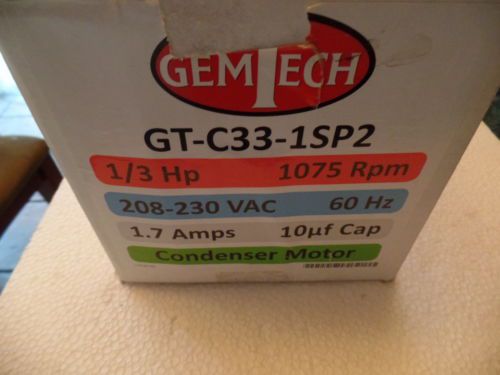 GEMTECH
GT-C33-1SP2
1/3 Hp 1075 Rpm
208-230 VAC 60 Hz
1.7 Amps 10µf Cap
Condenser Motor